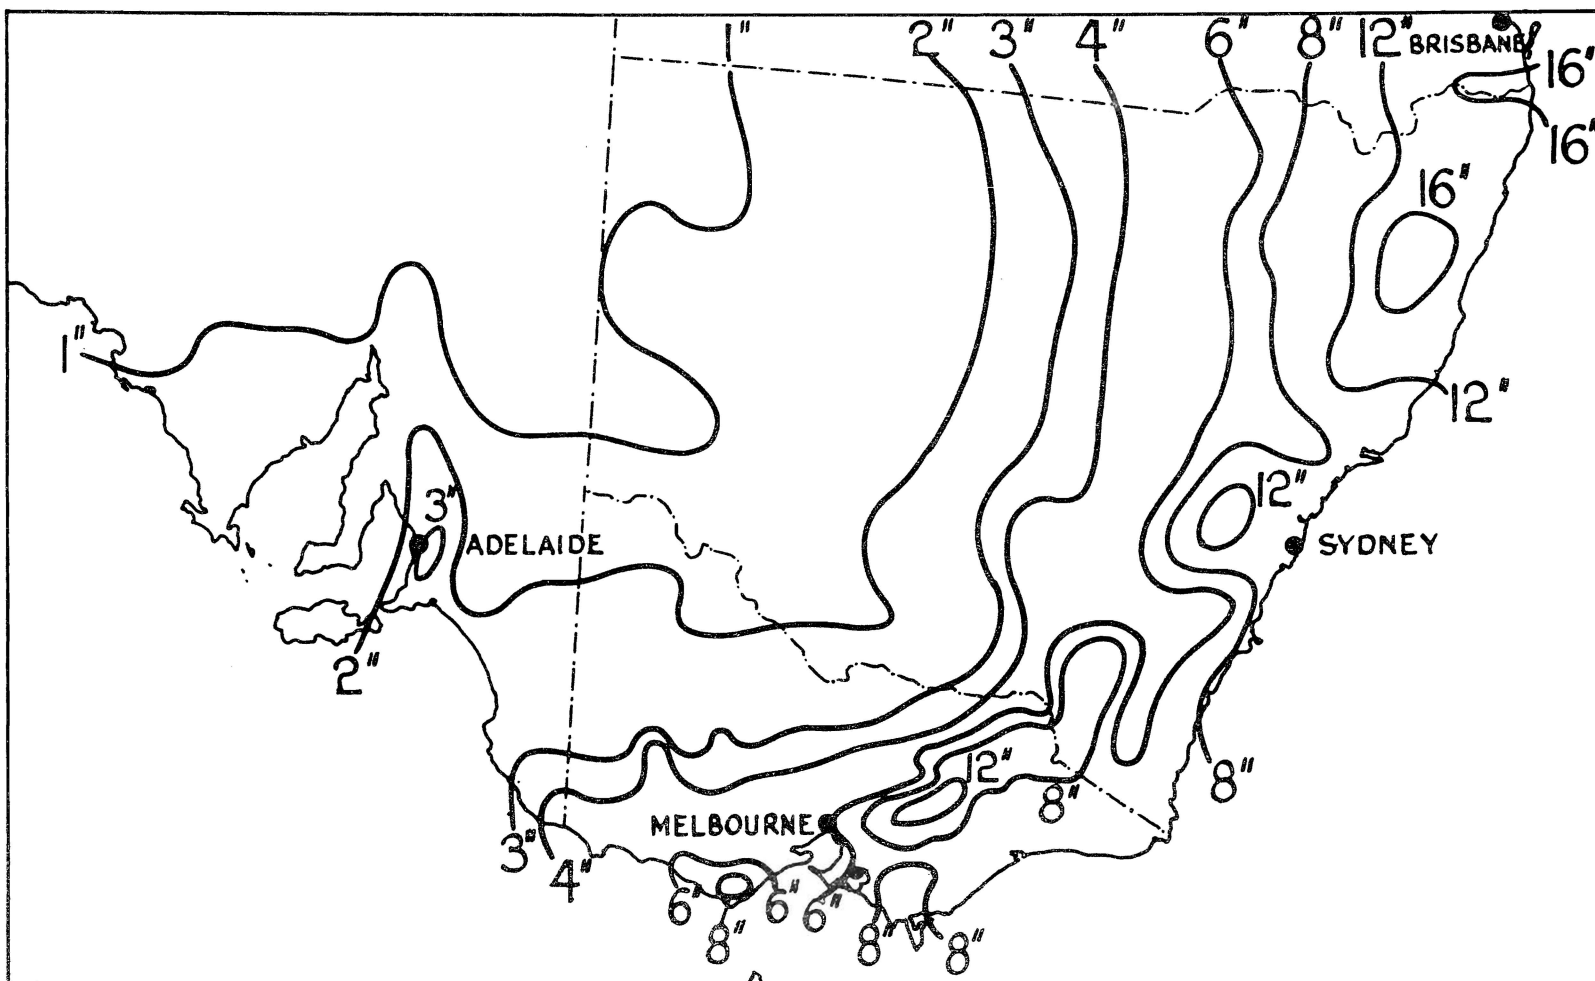 1" 2" 3" 4" 6" 8" 12" BRISBANE
16"
16"
16"
1"
12"
3" 12"
ADELAIDE SYDNEY
2"
12"
8" 8"
MELBOURNE
3" 4"
6" 6" 6"
8" 8" 8"